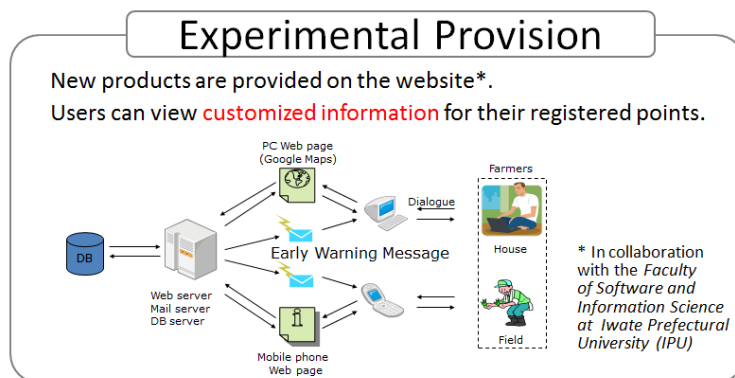 Experimental Provision
New products are provided on the website*.
Users can view customized information for their registered points.
PC Web page
(Google Maps)
Farmers
Dialogue
DB
Early Warning Message
House
Web server
Mail server
DB server
* In collaboration
with the Faculty
of Software and
Information Science
at Iwate Prefectural
University (IPU)
i
Mobile phone
Web page
Field